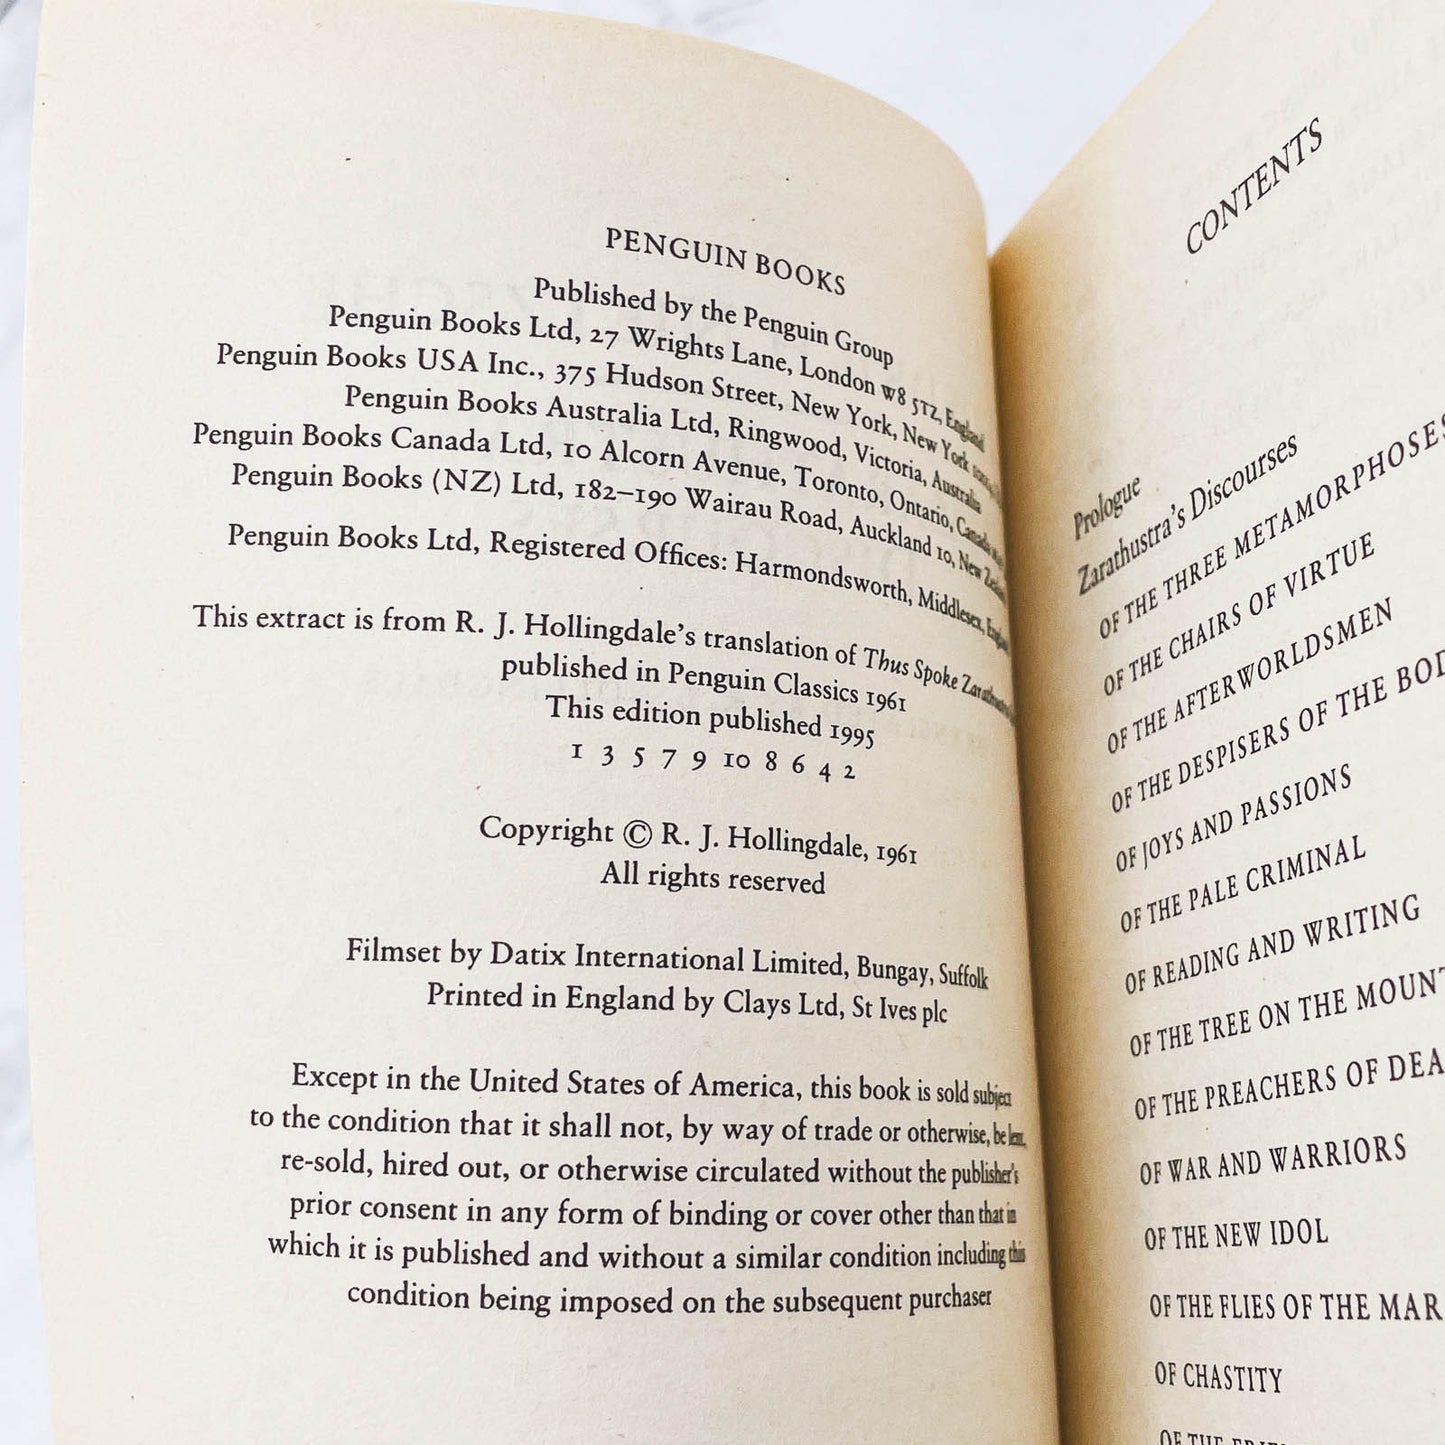 PENGUIN BOOKS
Published by the Penguin Group
Penguin Books Ltd, 27 Wrights Lane, London W8 5TZ, England
Penguin Books USA Inc., 375 Hudson Street, New York, New York
Penguin Books Australia Ltd, Ringwood, Victoria, Australia
Penguin Books Canada Ltd, 10 Alcorn Avenue, Toronto, Ontario, Canada
Penguin Books (NZ) Ltd, 182–190 Wairau Road, Auckland 10, New
Penguin Books Ltd, Registered Offices: Harmondsworth, Middlesex, England
This extract is from R. J. Hollingdale's translation of Thus Spoke
published in Penguin Classics 1961
This edition published 1995
1 3 5 7 9 10 8 6 4 2
Copyright © R. J. Hollingdale, 1961
All rights reserved
Filmset by Datix International Limited, Bungay, Suffolk
Printed in England by Clays Ltd, St Ives plc
Except in the United States of America, this book is sold subject
to the condition that it shall not, by way of trade or otherwise, be lent,
re-sold, hired out, or otherwise circulated without the publisher's
prior consent in any form of binding or cover other than that in
which it is published and without a similar condition including this
condition being imposed on the subsequent purchaser
CONTENTS
Prologue
Zarathustra's Discourses
OF THE THREE METAMORPHOSES
OF THE CHAIRS OF VIRTUE
OF THE AFTERWORLDSMEN
OF THE DESPISERS OF THE BOD
OF JOYS AND PASSIONS
OF THE PALE CRIMINAL
OF READING AND WRITING
OF THE TREE ON THE MOUNT
OF THE PREACHERS OF DEA
OF WAR AND WARRIORS
OF THE NEW IDOL
OF THE FLIES OF THE MAR
OF CHASTITY
OF THE